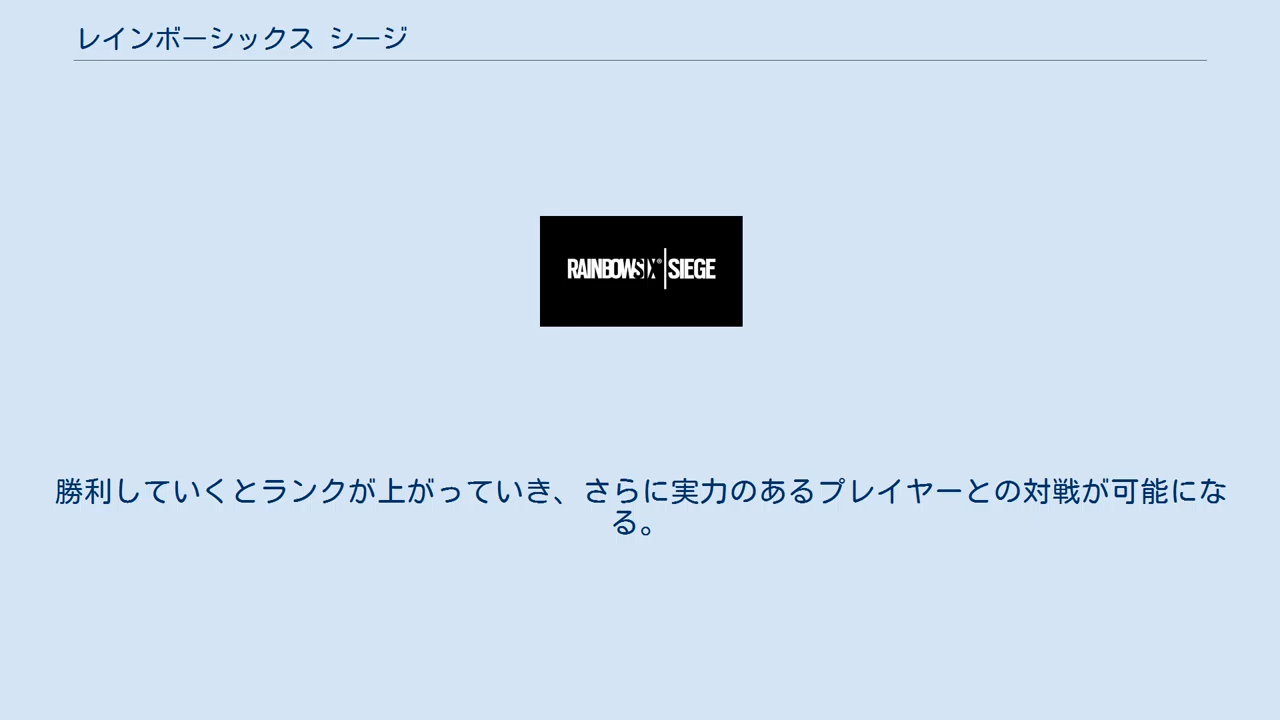 レインボーシックス シージ
RAINBOWSIX® SIEGE
勝利していくとランクが上がっていき、さらに実力のあるプレイヤーとの対戦が可能にな
る。